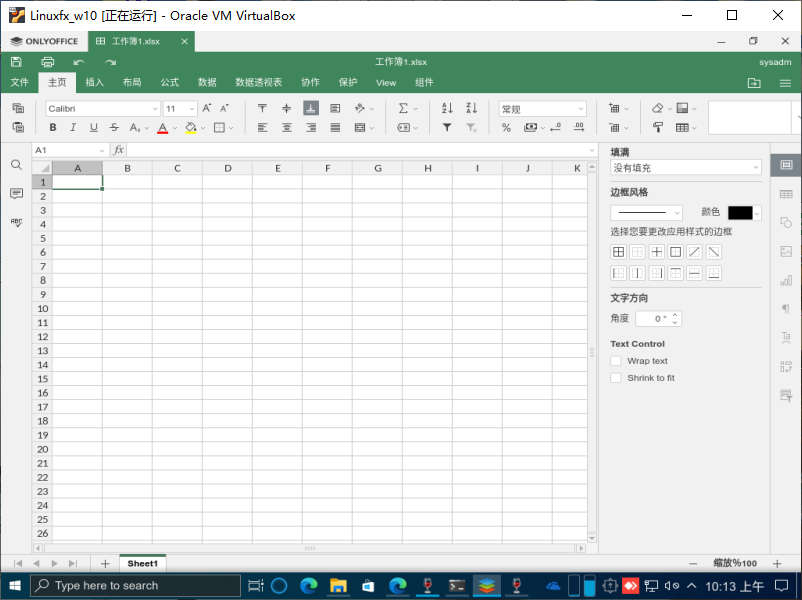 Linuxfx_w10 [正在运行] - Oracle VM VirtualBox
ONLYOFFICE 工作簿1.xlsx
工作簿1.xlsx sysadm
文件 主页 插入 布局 公式 数据 数据透视表 协作 保护 View 组件
Calibri 11 A A Σ A Z Z A 常规
B I U S A A %
A1 fx
A B C D E F G H I J K
1
2
3
4
5
6
7
8
9
10
11
12
13
14
15
16
17
18
19
20
21
22
23
24
25
26
填满
没有填充
边框风格
颜色
选择您要更改应用样式的边框
文字方向
角度 0 °
Text Control
Wrap text
Shrink to fit
ABC
Sheet1 缩放%100
Type here to search 10:13 上午